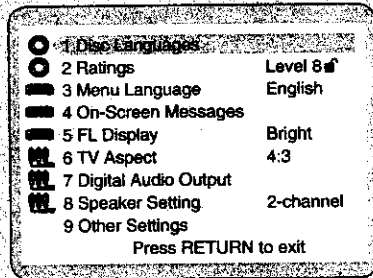 1 Disc Languages
2 Ratings Level 8
3 Menu Language English
4 On-Screen Messages
5 FL Display Bright
6 TV Aspect 4:3
7 Digital Audio Output
8 Speaker Setting 2-channel
9 Other Settings
Press RETURN to exit